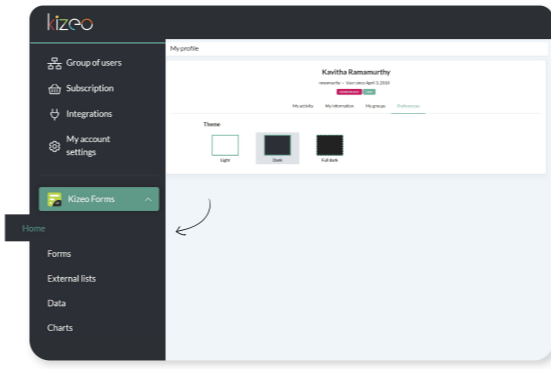 kizeo
Group of users
Subscription
Integrations
My account
settings
Kizeo Forms
Home
Forms
External lists
Data
Charts
My profile
Kavitha Ramamurthy
My activity
My information
My groups
Preferences
Theme
Light
Dark
Full dark